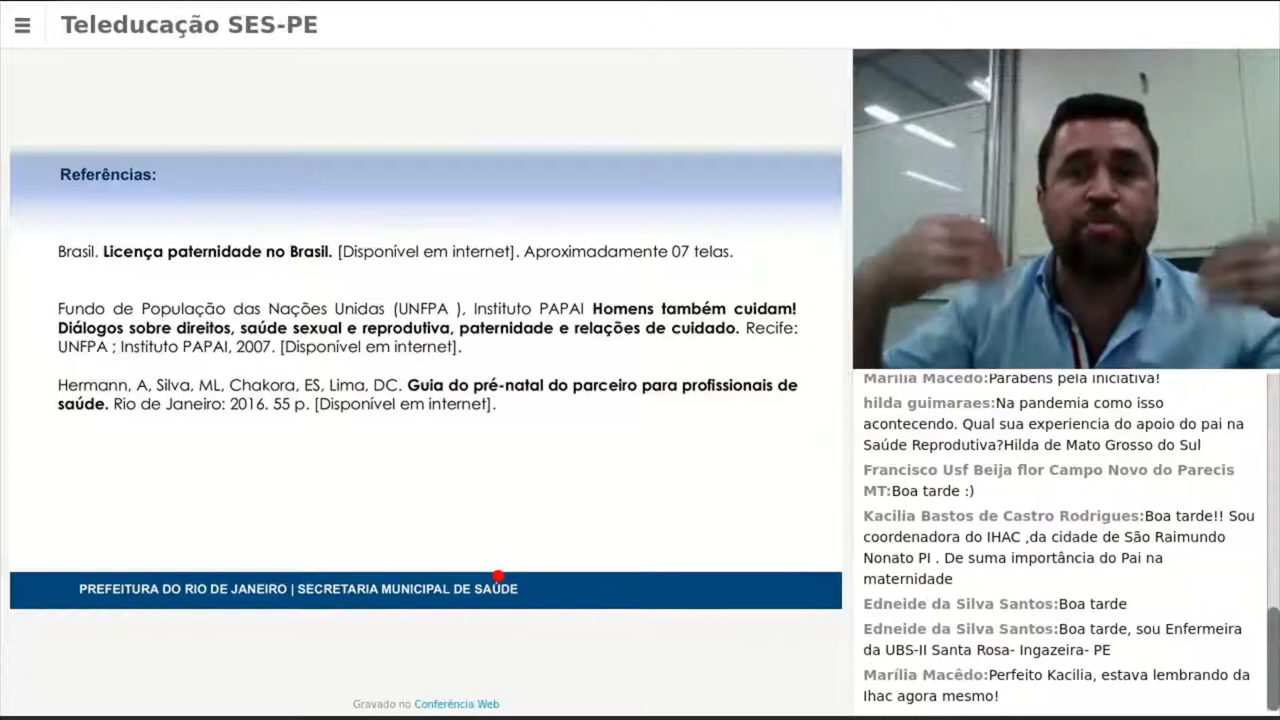 Teleducação SES-PE
Referências:
Brasil. Licença paternidade no Brasil. [Disponível em internet]. Aproximadamente 07 telas.
Fundo de População das Nações Unidas (UNFPA ), Instituto PAPAI Homens também cuidam!
Diálogos sobre direitos, saúde sexual e reprodutiva, paternidade e relações de cuidado. Recife:
UNFPA ; Instituto PAPAI, 2007. [Disponível em internet].
Hermann, A, Silva, ML, Chakora, ES, Lima, DC. Guia do pré-natal do parceiro para profissionais de
saúde. Rio de Janeiro: 2016. 55 p. [Disponível em internet].
PREFEITURA DO RIO DE JANEIRO | SECRETARIA MUNICIPAL DE SAÚDE
Gravado no Conferência Web
Marília Macêdo:Parabéns pela iniciativa!
hilda guimaraes:Na pandemia como isso
acontecendo. Qual sua experiencia do apoio do pai na
Saúde Reprodutiva?Hilda de Mato Grosso do Sul
Francisco Usf Beija flor Campo Novo do Parecis
MT:Boa tarde :)
Kacilia Bastos de Castro Rodrigues:Boa tarde!! Sou
coordenadora do IHAC ,da cidade de São Raimundo
Nonato PI . De suma importância do Pai na
maternidade
Edneide da Silva Santos:Boa tarde
Edneide da Silva Santos:Boa tarde, sou Enfermeira
da UBS-II Santa Rosa- Ingazeira- PE
Marília Macêdo:Perfeito Kacilia, estava lembrando da
Ihac agora mesmo!